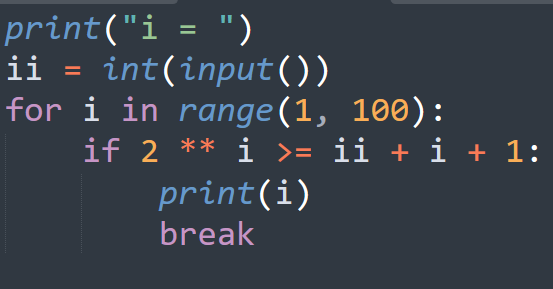 print("i = ")
ii = int(input())
for i in range(1, 100):
    if 2 ** i >= ii + i + 1:
        print(i)
        break